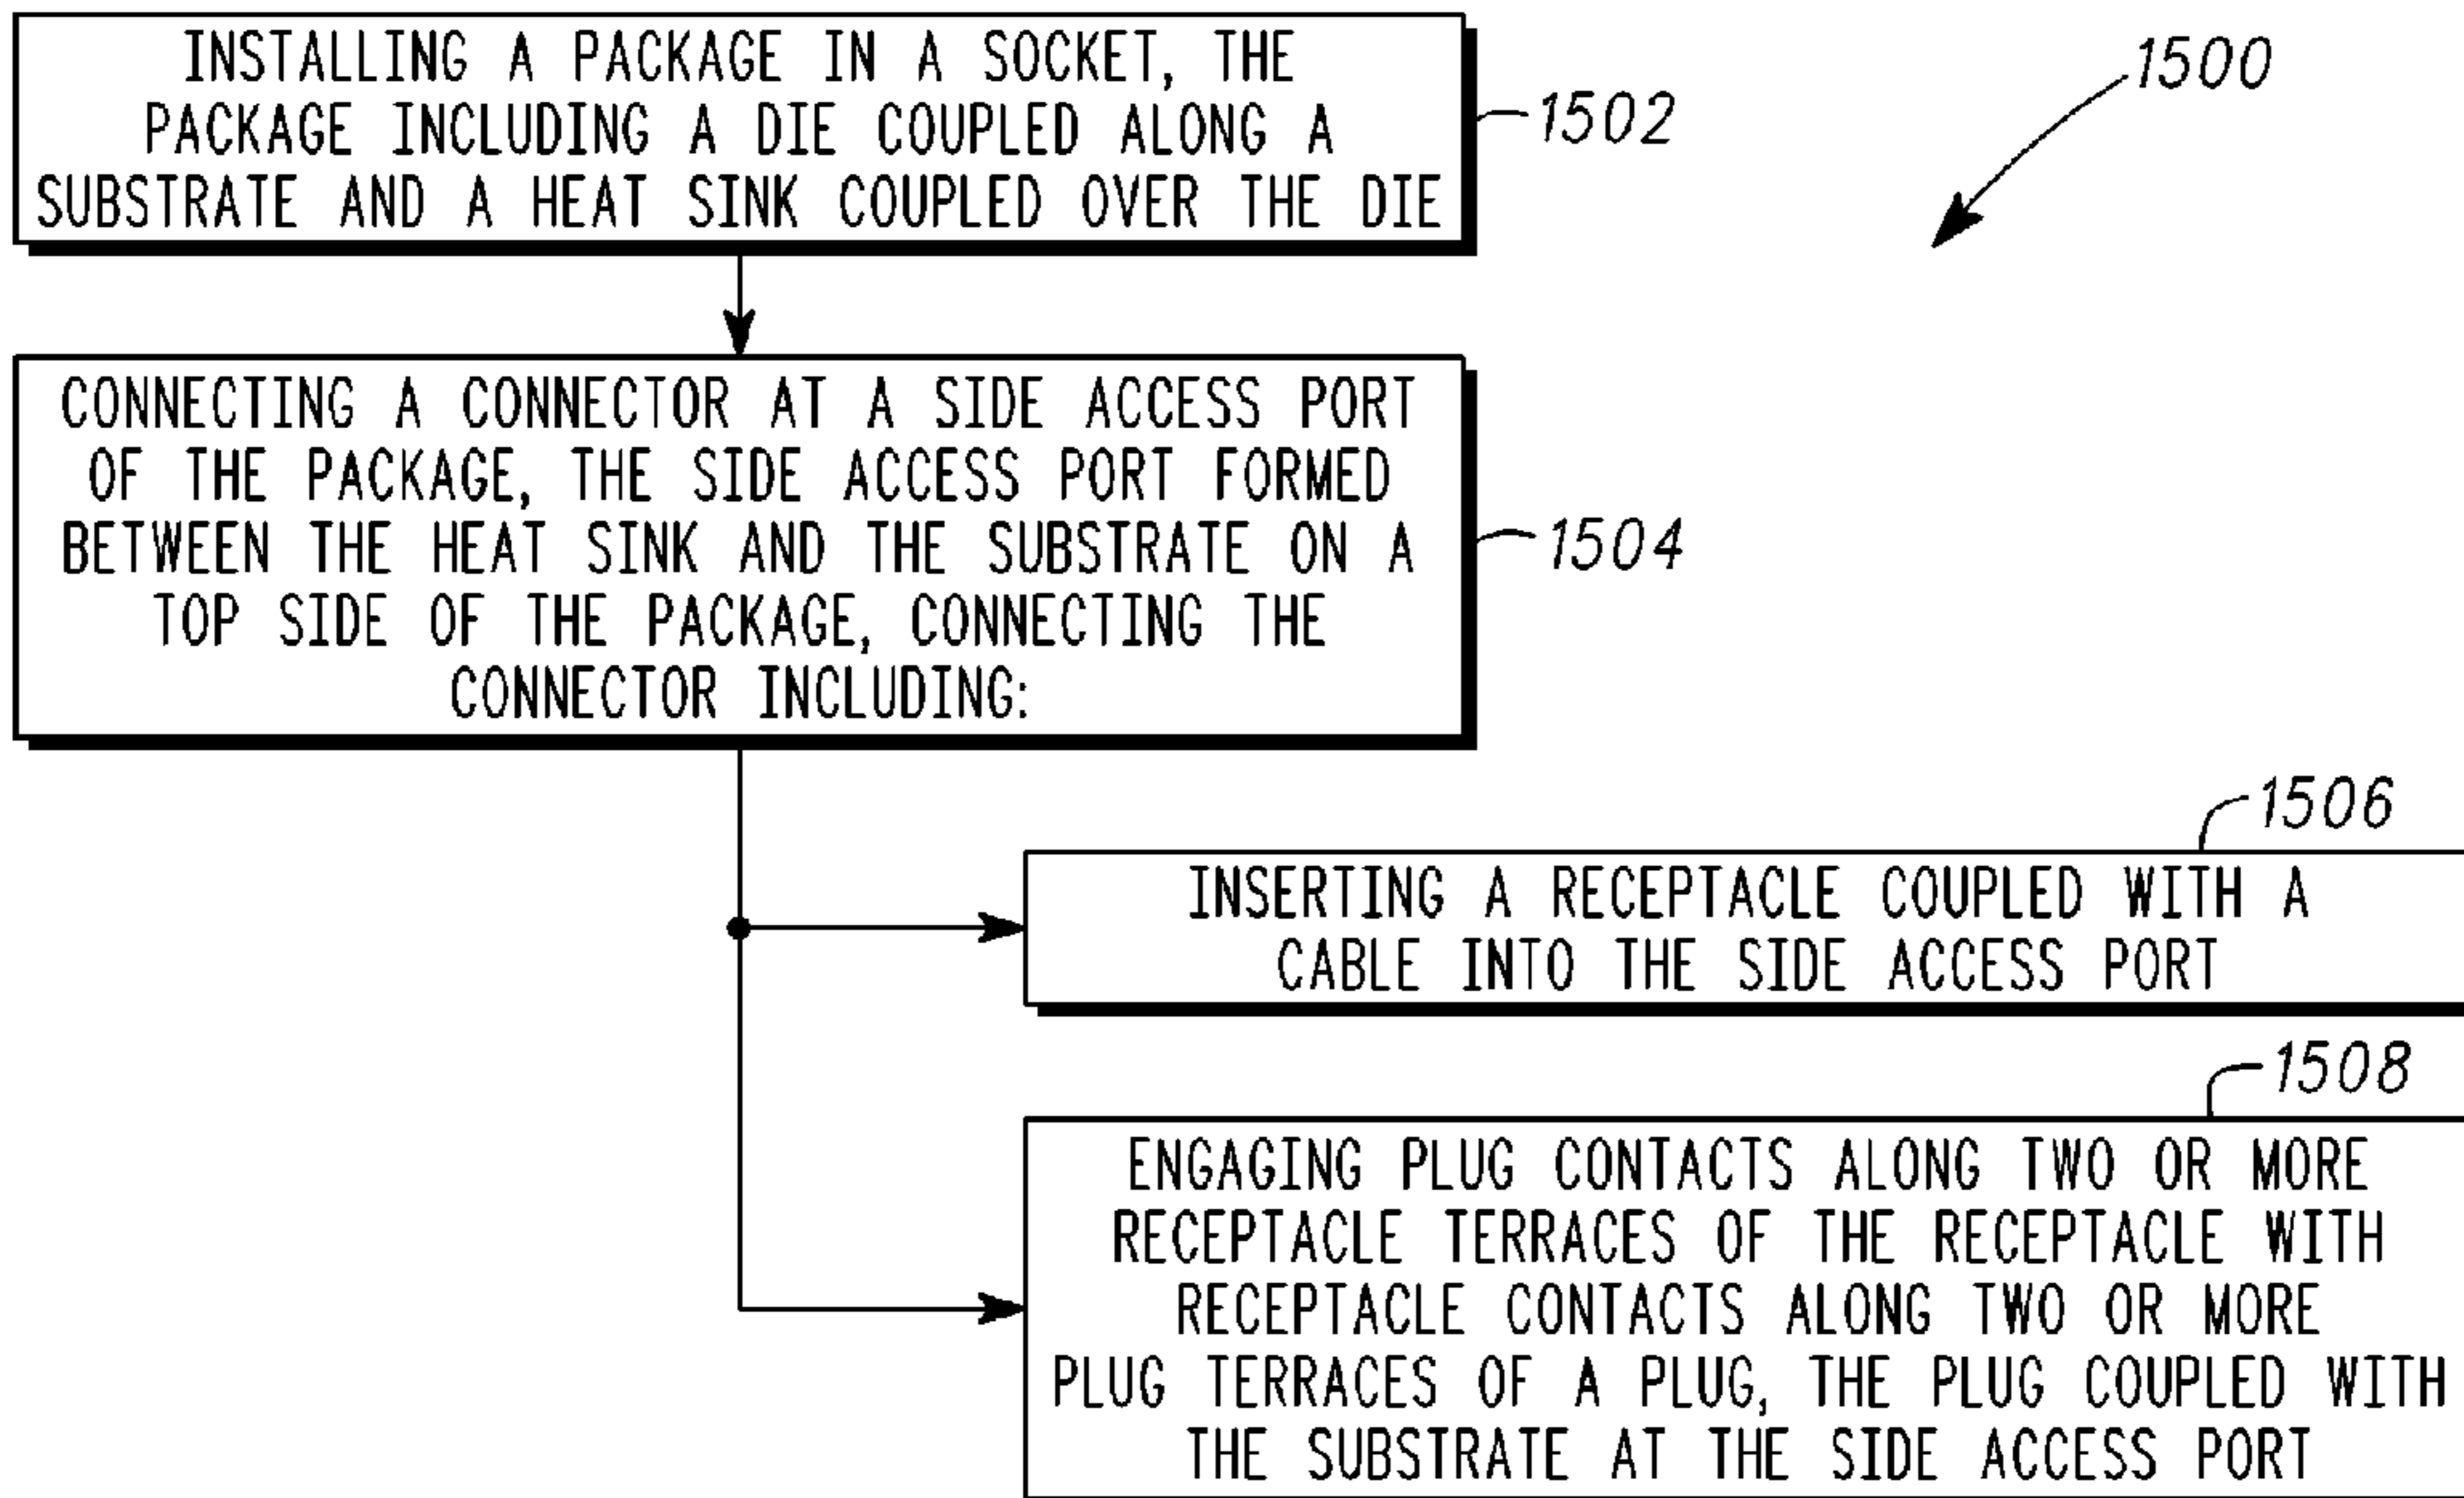 INSTALLING A PACKAGE IN A SOCKET, THE
PACKAGE INCLUDING A DIE COUPLED ALONG A
SUBSTRATE AND A HEAT SINK COUPLED OVER THE DIE
1502
1500
CONNECTING A CONNECTOR AT A SIDE ACCESS PORT
OF THE PACKAGE, THE SIDE ACCESS PORT FORMED
BETWEEN THE HEAT SINK AND THE SUBSTRATE ON A
TOP SIDE OF THE PACKAGE, CONNECTING THE
CONNECTOR INCLUDING:
1504
1506
INSERTING A RECEPTACLE COUPLED WITH A
CABLE INTO THE SIDE ACCESS PORT
1508
ENGAGING PLUG CONTACTS ALONG TWO OR MORE
RECEPTACLE TERRACES OF THE RECEPTACLE WITH
RECEPTACLE CONTACTS ALONG TWO OR MORE
PLUG TERRACES OF A PLUG, THE PLUG COUPLED WITH
THE SUBSTRATE AT THE SIDE ACCESS PORT